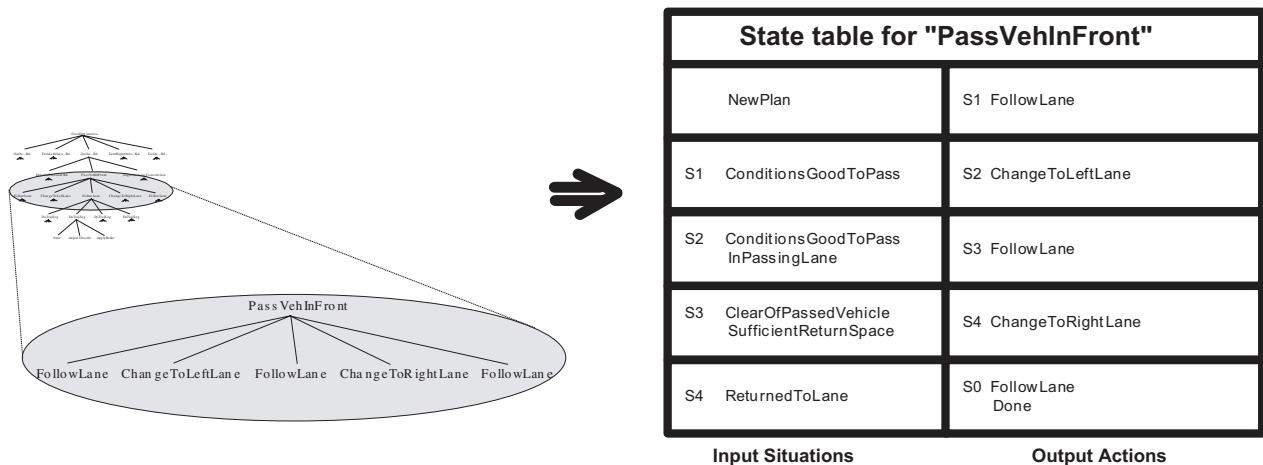 State table for "PassVehInFront"
NewPlan
S1 FollowLane
S1 ConditionsGoodToPass
S2 ChangeToLeftLane
S2 ConditionsGoodToPass
InPassingLane
S3 FollowLane
S3 ClearOfPassedVehicle
SufficientReturnSpace
S4 ChangeToRightLane
S4 ReturnedToLane
S0 FollowLane
Done
Input Situations
Output Actions
PassVehInFront
FollowLane ChangeToLeftLane FollowLane ChangeToRightLane FollowLane